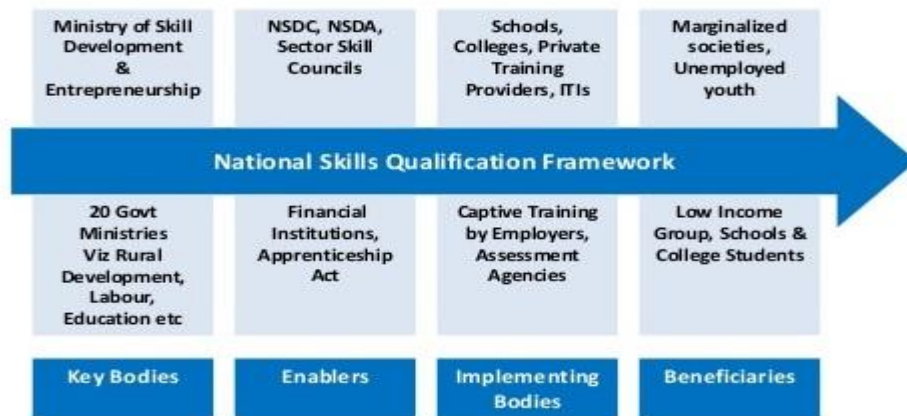 Ministry of Skill
Development
&
Entrepreneurship
NSDC, NSDA,
Sector Skill
Councils
Schools,
Colleges, Private
Training
Providers, ITIs
Marginalized
societies,
Unemployed
youth
National Skills Qualification Framework
20 Govt
Ministries
Viz Rural
Development,
Labour,
Education etc
Financial
Institutions,
Apprenticeship
Act
Captive Training
by Employers,
Assessment
Agencies
Low Income
Group, Schools &
College Students
Key Bodies
Enablers
Implementing
Bodies
Beneficiaries